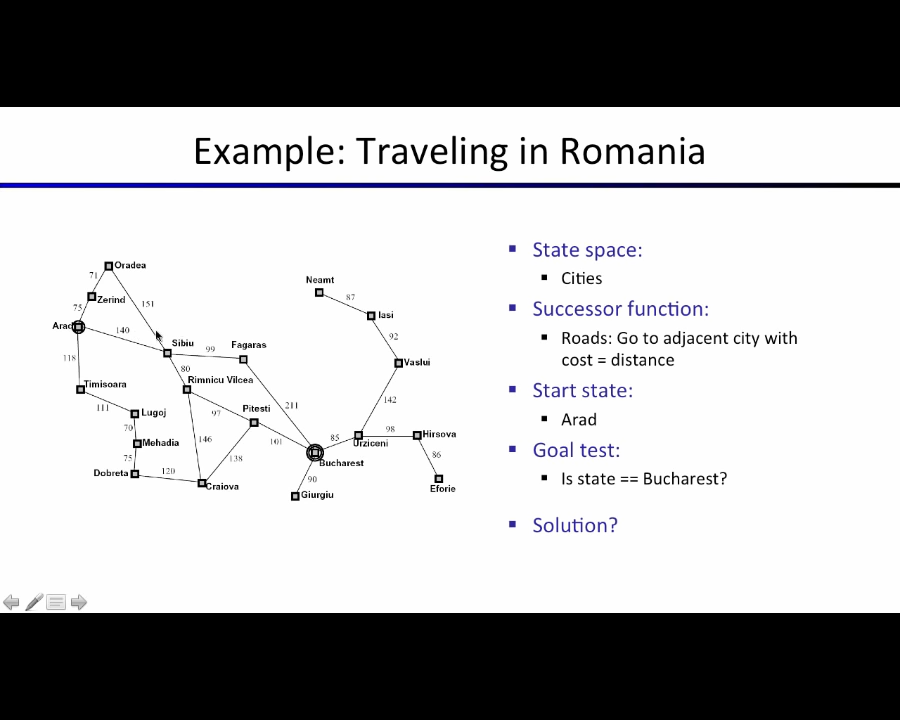 Example: Traveling in Romania
Oradea
71
Zerind
75
151
Arad
140
Sibiu
99
Fagaras
118
80
Timisoara
Rimnicu Vilcea
111
Lugoj
97
Pitesti
211
70
Mehadia
146
101
75
138
Dobreta
120
Craiova
Neamt
87
Iasi
92
Vaslui
142
98
Hirsova
85
Urziceni
86
Bucharest
90
Giurgiu
Eforie
▪ State space:
▪ Cities
▪ Successor function:
▪ Roads: Go to adjacent city with
cost = distance
▪ Start state:
▪ Arad
▪ Goal test:
▪ Is state == Bucharest?
▪ Solution?